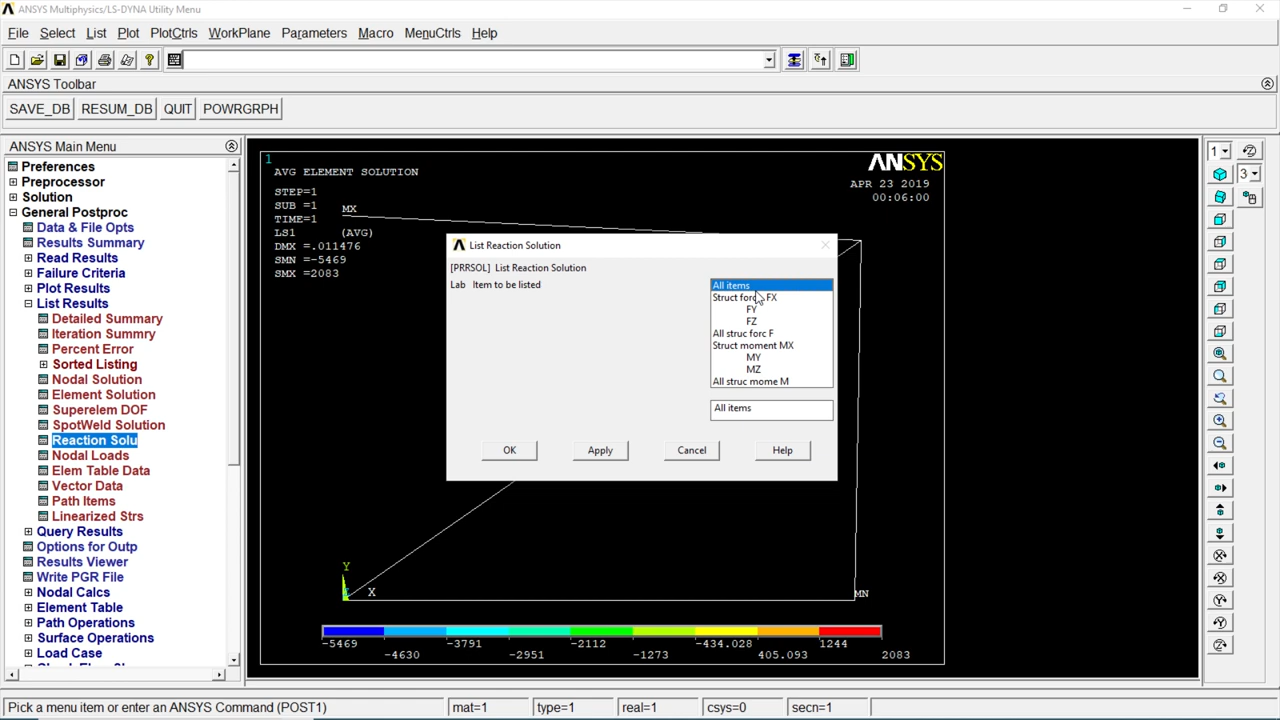 ANSYS Multiphysics/LS-DYNA Utility Menu
File Select List Plot PlotCtrls WorkPlane Parameters Macro MenuCtrls Help
ANSYS Toolbar
SAVE_DB RESUM_DB QUIT POWRGRPH
ANSYS Main Menu
Preferences
Preprocessor
Solution
General Postproc
Data & File Opts
Results Summary
Read Results
Failure Criteria
Plot Results
List Results
Detailed Summary
Iteration Summry
Percent Error
Sorted Listing
Nodal Solution
Element Solution
Superelem DOF
SpotWeld Solution
Reaction Solu
Nodal Loads
Elem Table Data
Vector Data
Path Items
Linearized Strs
Query Results
Options for Outp
Results Viewer
Write PGR File
Nodal Calcs
Element Table
Path Operations
Surface Operations
Load Case
1
AVG ELEMENT SOLUTION
STEP=1
SUB =1
TIME=1
LS1 (AVG)
DMX =.011476
SMN =-5469
SMX =2083
ANSYS
APR 23 2019
00:06:00
MX
List Reaction Solution
[PRRSOL] List Reaction Solution
Lab Item to be listed
All items
Struct forc FX
FY
FZ
All struc forc F
Struct moment MX
MY
MZ
All struc mome M
All items
OK Apply Cancel Help
Y
X
MN
-5469 -3791 -2112 -434.028 1244
-4630 -2951 -1273 405.093 2083
1
3
Pick a menu item or enter an ANSYS Command (POST1) mat=1 type=1 real=1 csys=0 secn=1